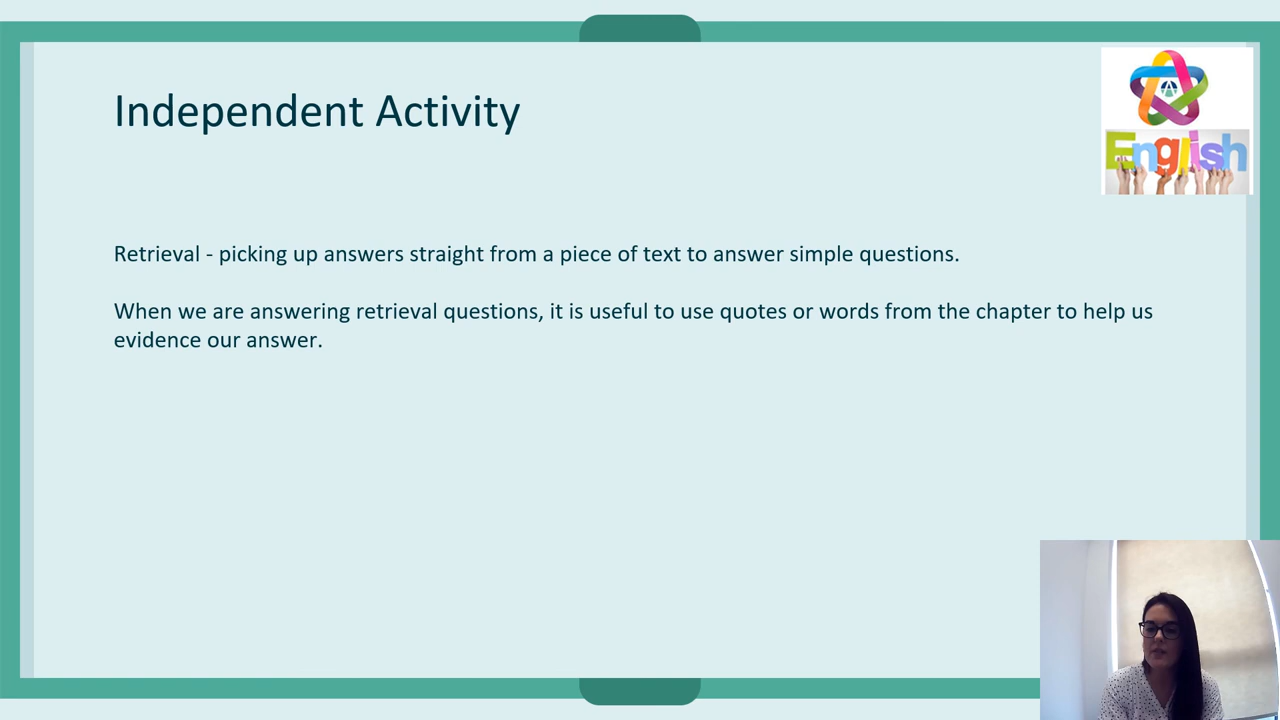 Independent Activity
English
Retrieval - picking up answers straight from a piece of text to answer simple questions.
When we are answering retrieval questions, it is useful to use quotes or words from the chapter to help us
evidence our answer.